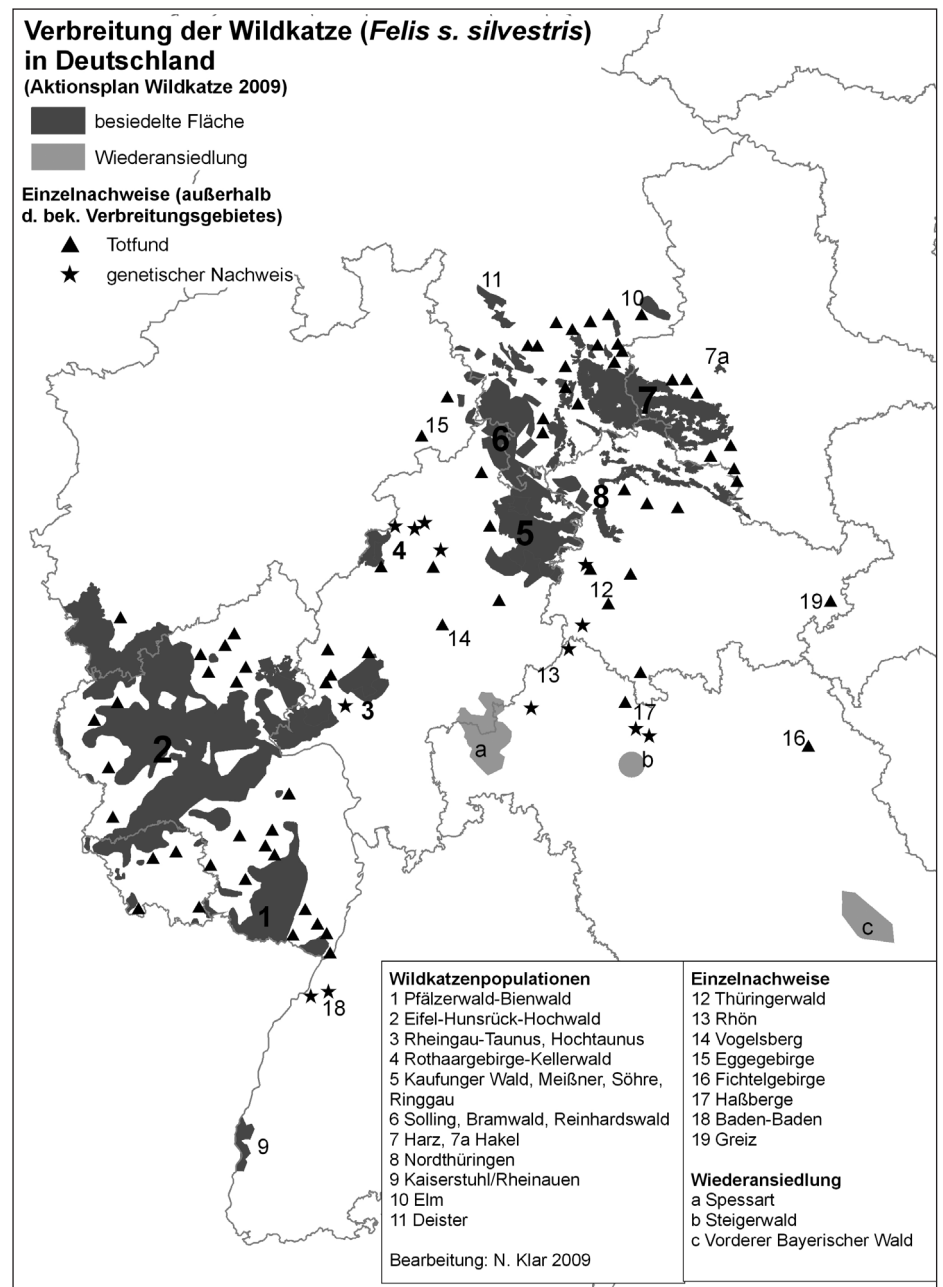 Verbreitung der Wildkatze (Felis s. silvestris)
in Deutschland
(Aktionsplan Wildkatze 2009)
besiedelte Fläche
Wiederansiedlung
Einzelnachweise (außerhalb
d. bek. Verbreitungsgebietes)
Totfund
genetischer Nachweis
11
10
7a
7
15
6
8
5
4
12
19
14
13
3
17
16
2
a
b
1
c
18
9
Wildkatzenpopulationen
1 Pfälzerwald-Bienwald
2 Eifel-Hunsrück-Hochwald
3 Rheingau-Taunus, Hochtaunus
4 Rothaargebirge-Kellerwald
5 Kaufunger Wald, Meißner, Söhre,
Ringgau
6 Solling, Bramwald, Reinhardswald
7 Harz, 7a Hakel
8 Nordthüringen
9 Kaiserstuhl/Rheinauen
10 Elm
11 Deister
Bearbeitung: N. Klar 2009
Einzelnachweise
12 Thüringerwald
13 Rhön
14 Vogelsberg
15 Eggegebirge
16 Fichtelgebirge
17 Haßberge
18 Baden-Baden
19 Greiz
Wiederansiedlung
a Spessart
b Steigerwald
c Vorderer Bayerischer Wald